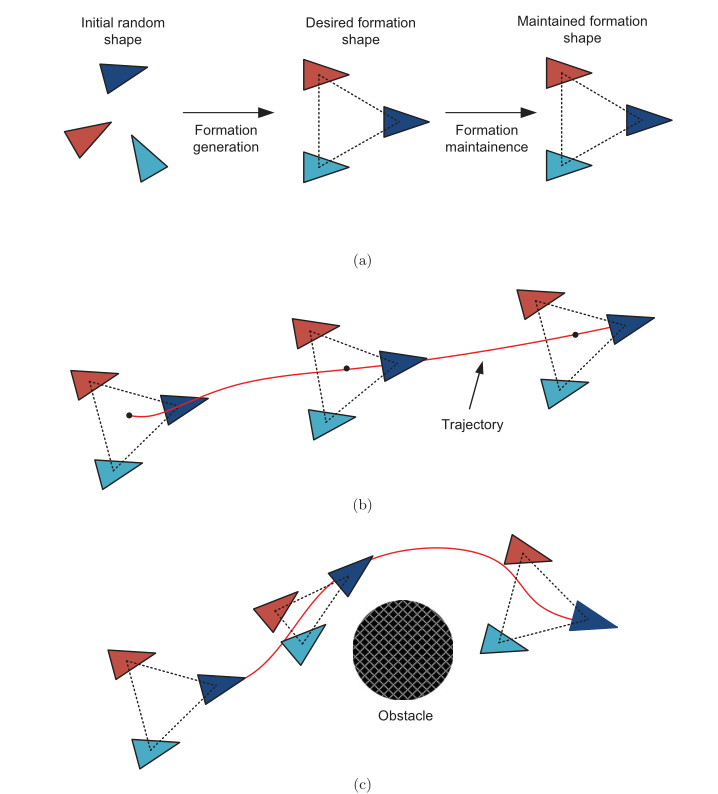 Initial random
shape
Desired formation
shape
Maintained formation
shape
Formation
generation
Formation
maintainence
(a)
Trajectory
(b)
Obstacle
(c)